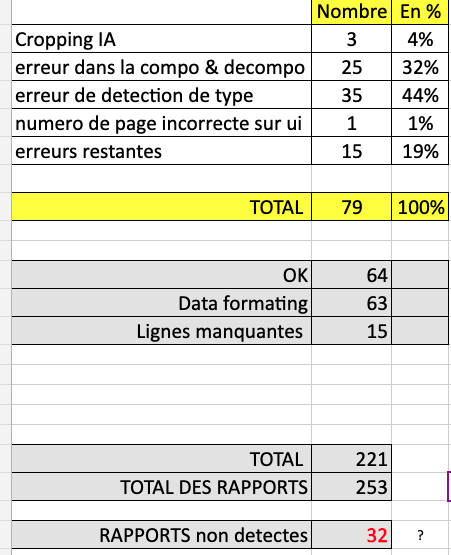 Nombre En %
Cropping IA 3 4%
erreur dans la compo & decompo 25 32%
erreur de detection de type 35 44%
numero de page incorrecte sur ui 1 1%
erreurs restantes 15 19%
TOTAL 79 100%
OK 64
Data formating 63
Lignes manquantes 15
TOTAL 221
TOTAL DES RAPPORTS 253
RAPPORTS non detectes 32 ?